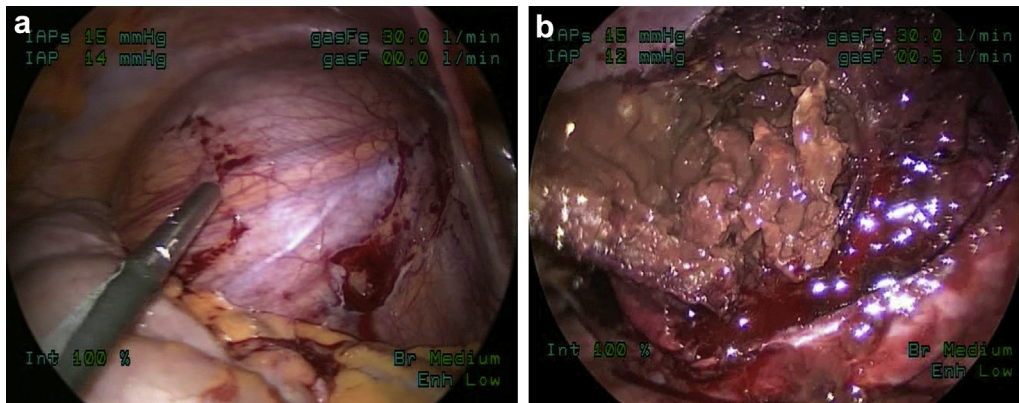 a
IAPs 15 mmHg gasFs 30.0 l/min
IAP 14 mmHg gasF 00.0 l/min
Int 100 % Br Medium
Enh Low
b
IAPs 15 mmHg gasFs 30.0 l/min
IAP 12 mmHg gasF 00.5 l/min
Int 100 % Br Medium
Enh Low